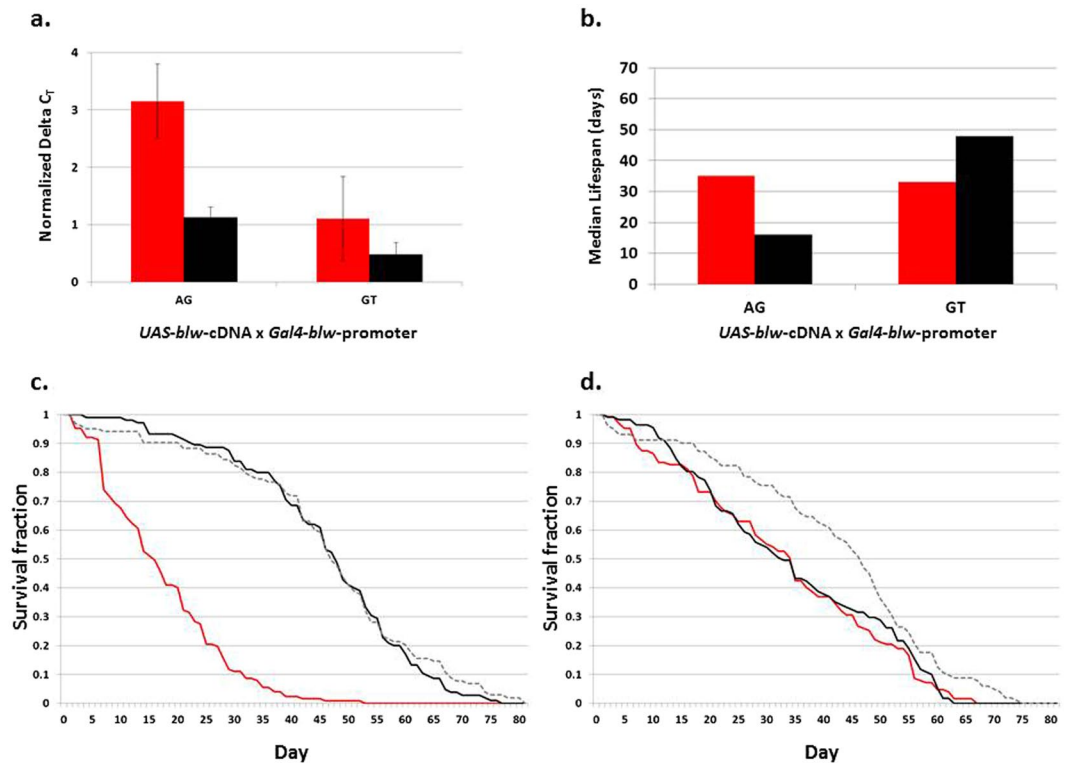 a.
Normalized Delta CT
4
3
2
1
0
AG GT
UAS-blw-cDNA x Gal4-blw-promoter
b.
Median Lifespan (days)
70
60
50
40
30
20
10
0
AG GT
UAS-blw-cDNA x Gal4-blw-promoter
c.
Survival fraction
1
0.9
0.8
0.7
0.6
0.5
0.4
0.3
0.2
0.1
0
0 5 10 15 20 25 30 35 40 45 50 55 60 65 70 75 80
Day
d.
Survival fraction
1
0.9
0.8
0.7
0.6
0.5
0.4
0.3
0.2
0.1
0
0 5 10 15 20 25 30 35 40 45 50 55 60 65 70 75 81
Day